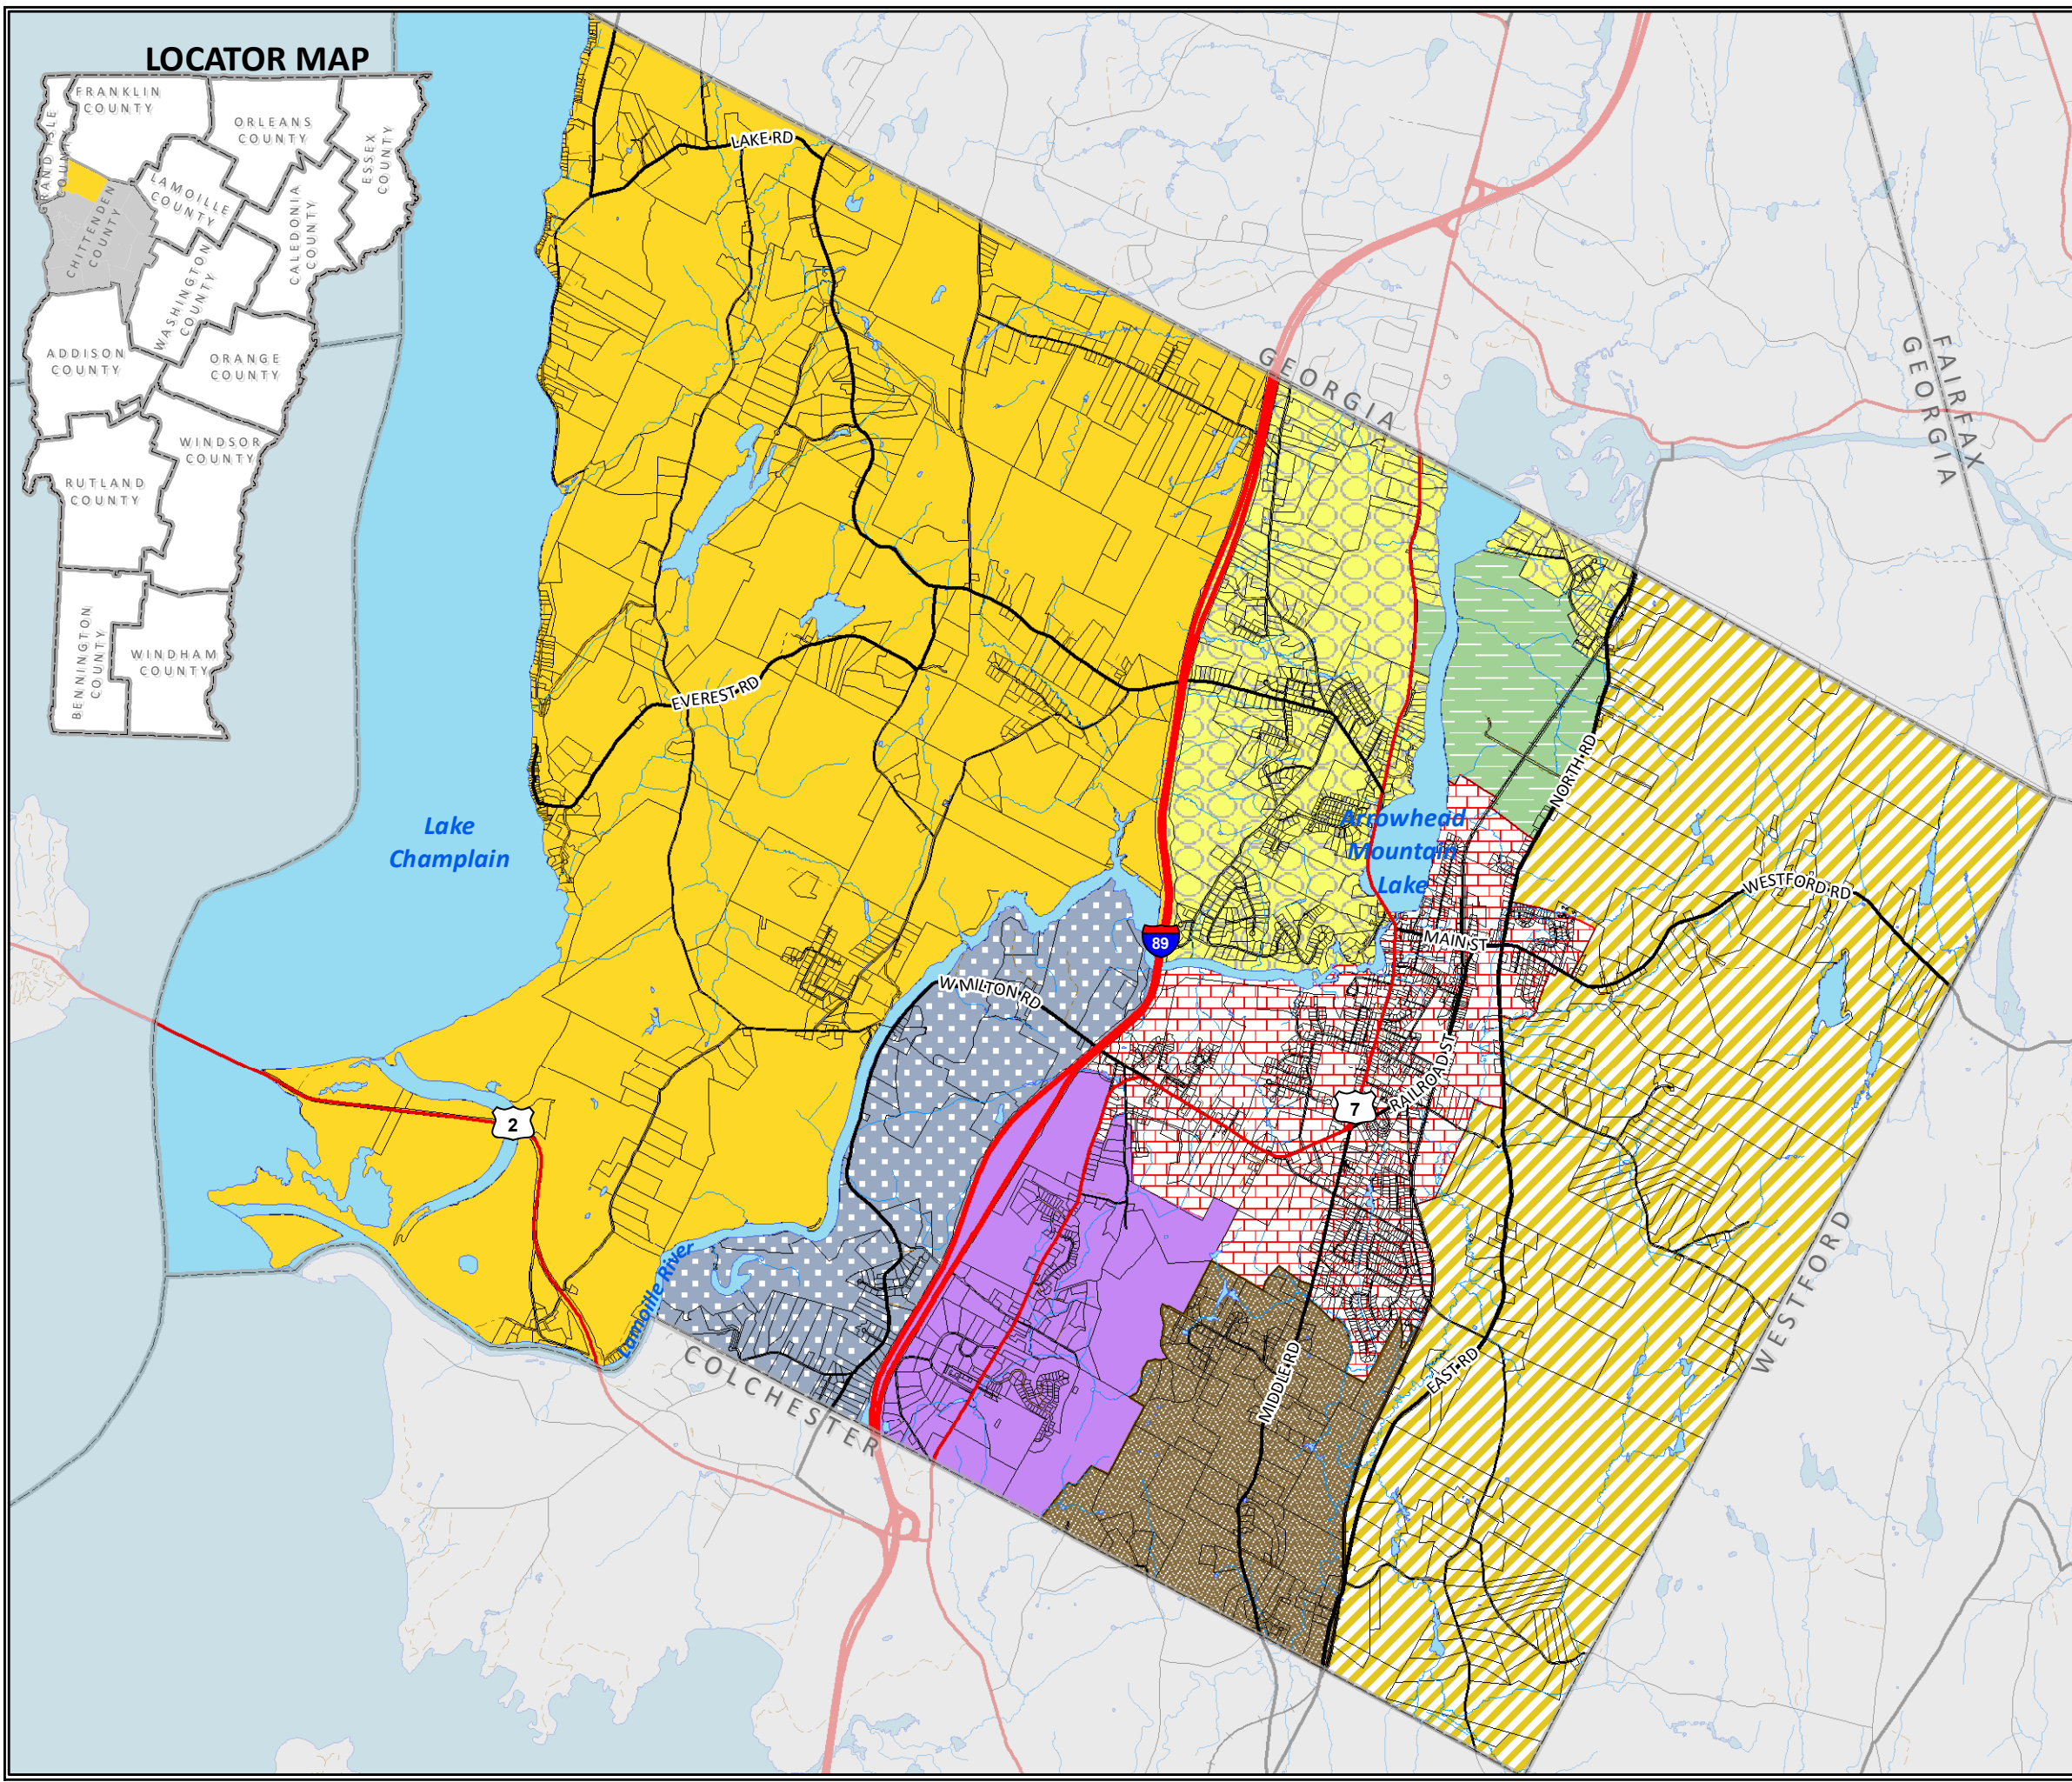 LOCATOR MAP
FRANKLIN
COUNTY
GRAND ISLE
COUNTY
ORLEANS
COUNTY
ESSEX
COUNTY
LAMOILLE
COUNTY
CHITTENDEN
COUNTY
CALEDONIA
COUNTY
WASHINGTON
COUNTY
ADDISON
COUNTY
ORANGE
COUNTY
WINDSOR
COUNTY
RUTLAND
COUNTY
BENNINGTON
COUNTY
WINDHAM
COUNTY
LAKE RD
GEORGIA
FAIRFAX
GEORGIA
EVEREST RD
NORTH RD
Lake
Champlain
Arrowhead
Mountain
Lake
WESTFORD RD
89
MAIN ST
W MILTON RD
RAILROAD ST
7
2
Lamoille River
WESTFORD
COLCHESTER
MIDDLE RD
EAST RD